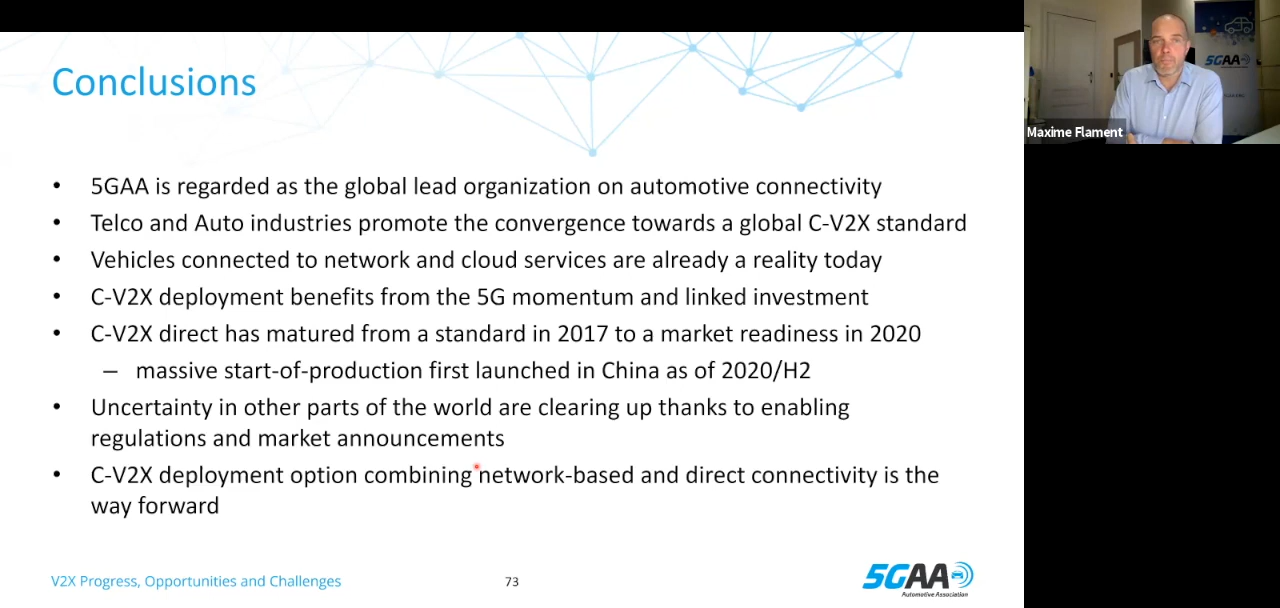 Conclusions
• 5GAA is regarded as the global lead organization on automotive connectivity
• Telco and Auto industries promote the convergence towards a global C-V2X standard
• Vehicles connected to network and cloud services are already a reality today
• C-V2X deployment benefits from the 5G momentum and linked investment
• C-V2X direct has matured from a standard in 2017 to a market readiness in 2020
– massive start-of-production first launched in China as of 2020/H2
• Uncertainty in other parts of the world are clearing up thanks to enabling
regulations and market announcements
• C-V2X deployment option combining network-based and direct connectivity is the
way forward
V2X Progress, Opportunities and Challenges
73
5GAA
Automotive Association
5GAA
Maxime Flament